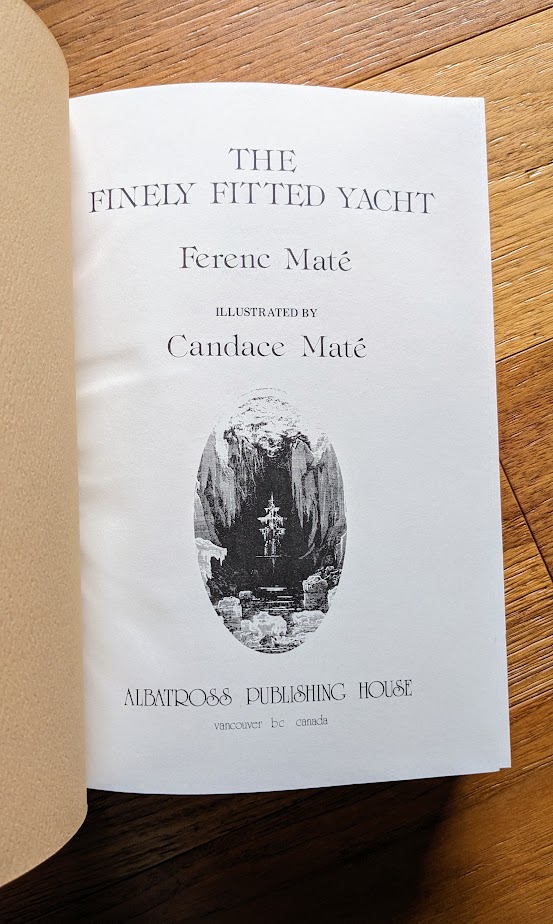 THE
FINELY FITTED YACHT
Ferenc Maté
ILLUSTRATED BY
Candace Maté
ALBATROSS PUBLISHING HOUSE
vancouver bc canada